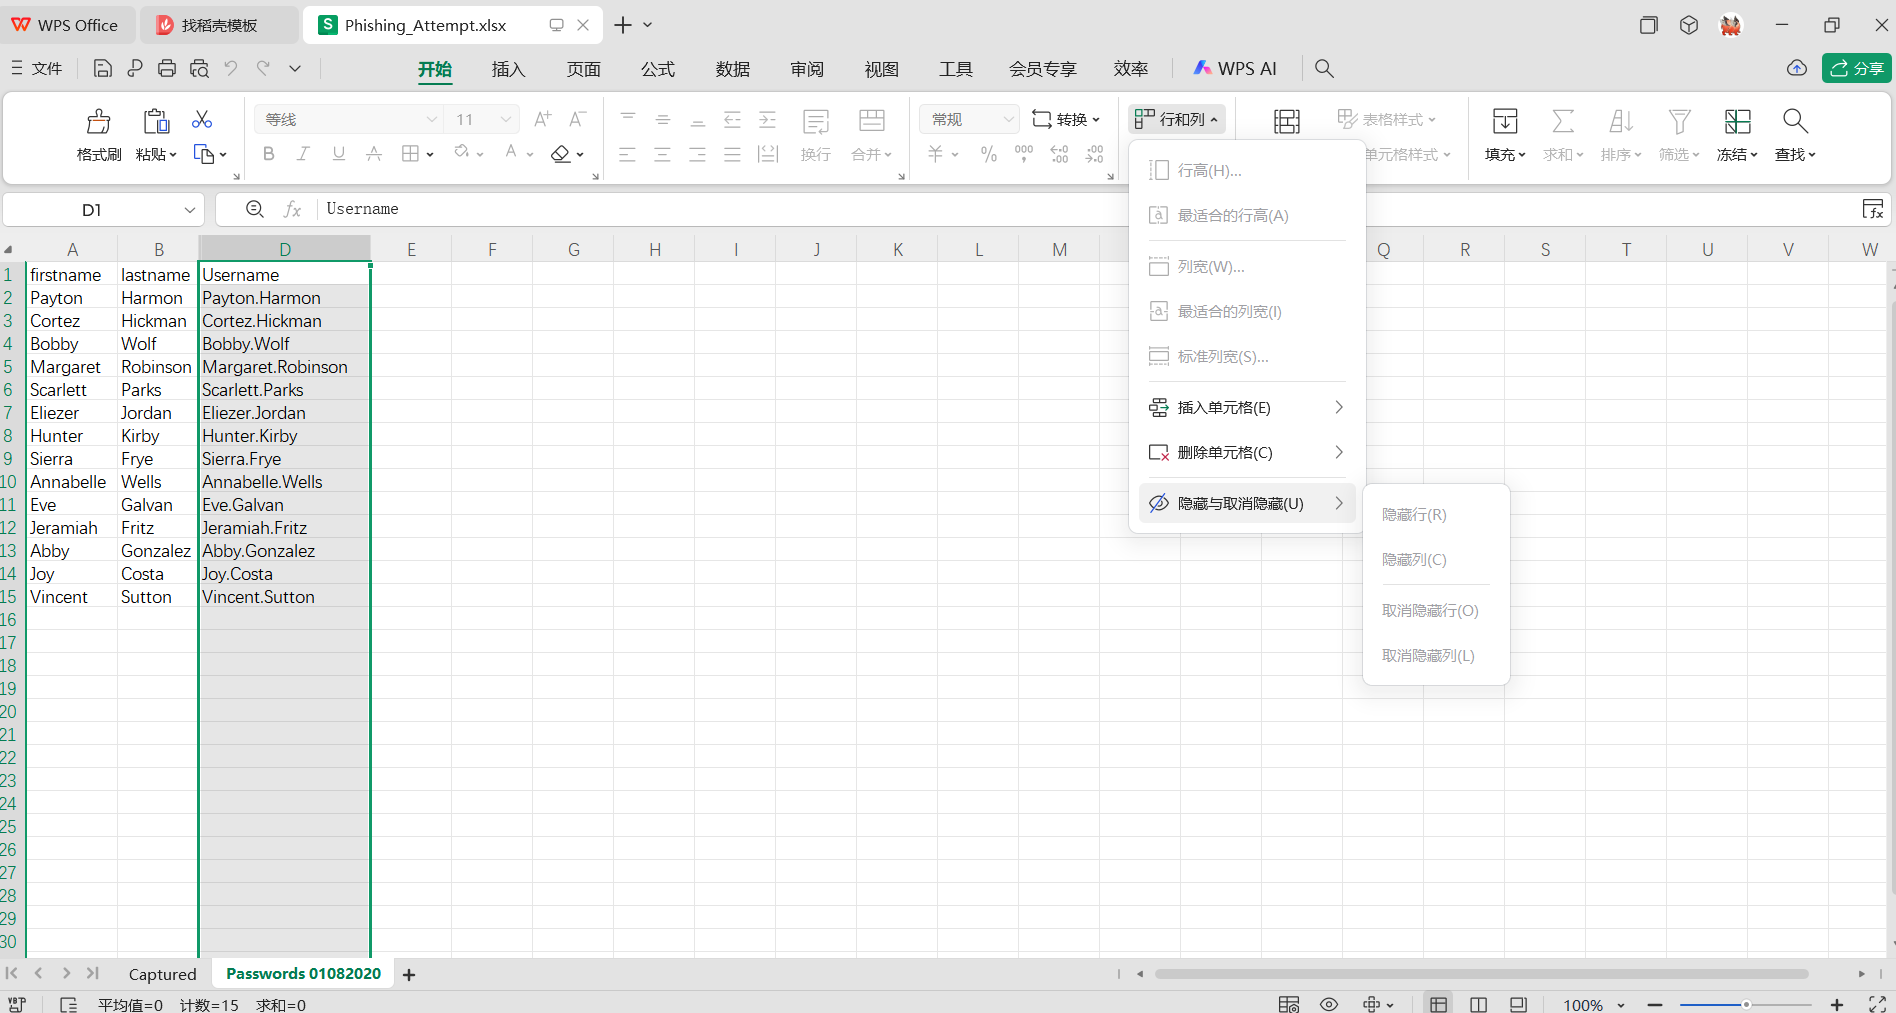 WPS Office 找稻壳模板 S Phishing_Attempt.xlsx
文件 开始 插入 页面 公式 数据 审阅 视图 工具 会员专享 效率 WPS AI 分享
等线 11 A+ A- 常规 转换 行和列 表格样式
格式刷 粘贴 B I U A A 换行 合并 羊 % 000 单元格样式 填充 求和 排序 筛选 冻结 查找
D1 fx Username
A B D E F G H I J K L M Q R S T U V W
1 firstname lastname Username
2 Payton Harmon Payton.Harmon
3 Cortez Hickman Cortez.Hickman
4 Bobby Wolf Bobby.Wolf
5 Margaret Robinson Margaret.Robinson
6 Scarlett Parks Scarlett.Parks
7 Eliezer Jordan Eliezer.Jordan
8 Hunter Kirby Hunter.Kirby
9 Sierra Frye Sierra.Frye
10 Annabelle Wells Annabelle.Wells
11 Eve Galvan Eve.Galvan
12 Jeramiah Fritz Jeramiah.Fritz
13 Abby Gonzalez Abby.Gonzalez
14 Joy Costa Joy.Costa
15 Vincent Sutton Vincent.Sutton
16
17
18
19
20
21
22
23
24
25
26
27
28
29
30
行高(H)...
最适合的行高(A)
列宽(W)...
最适合的列宽(I)
标准列宽(S)...
插入单元格(E)
删除单元格(C)
隐藏与取消隐藏(U)
隐藏行(R)
隐藏列(C)
取消隐藏行(O)
取消隐藏列(L)
Captured Passwords 01082020
平均值=0 计数=15 求和=0 100%